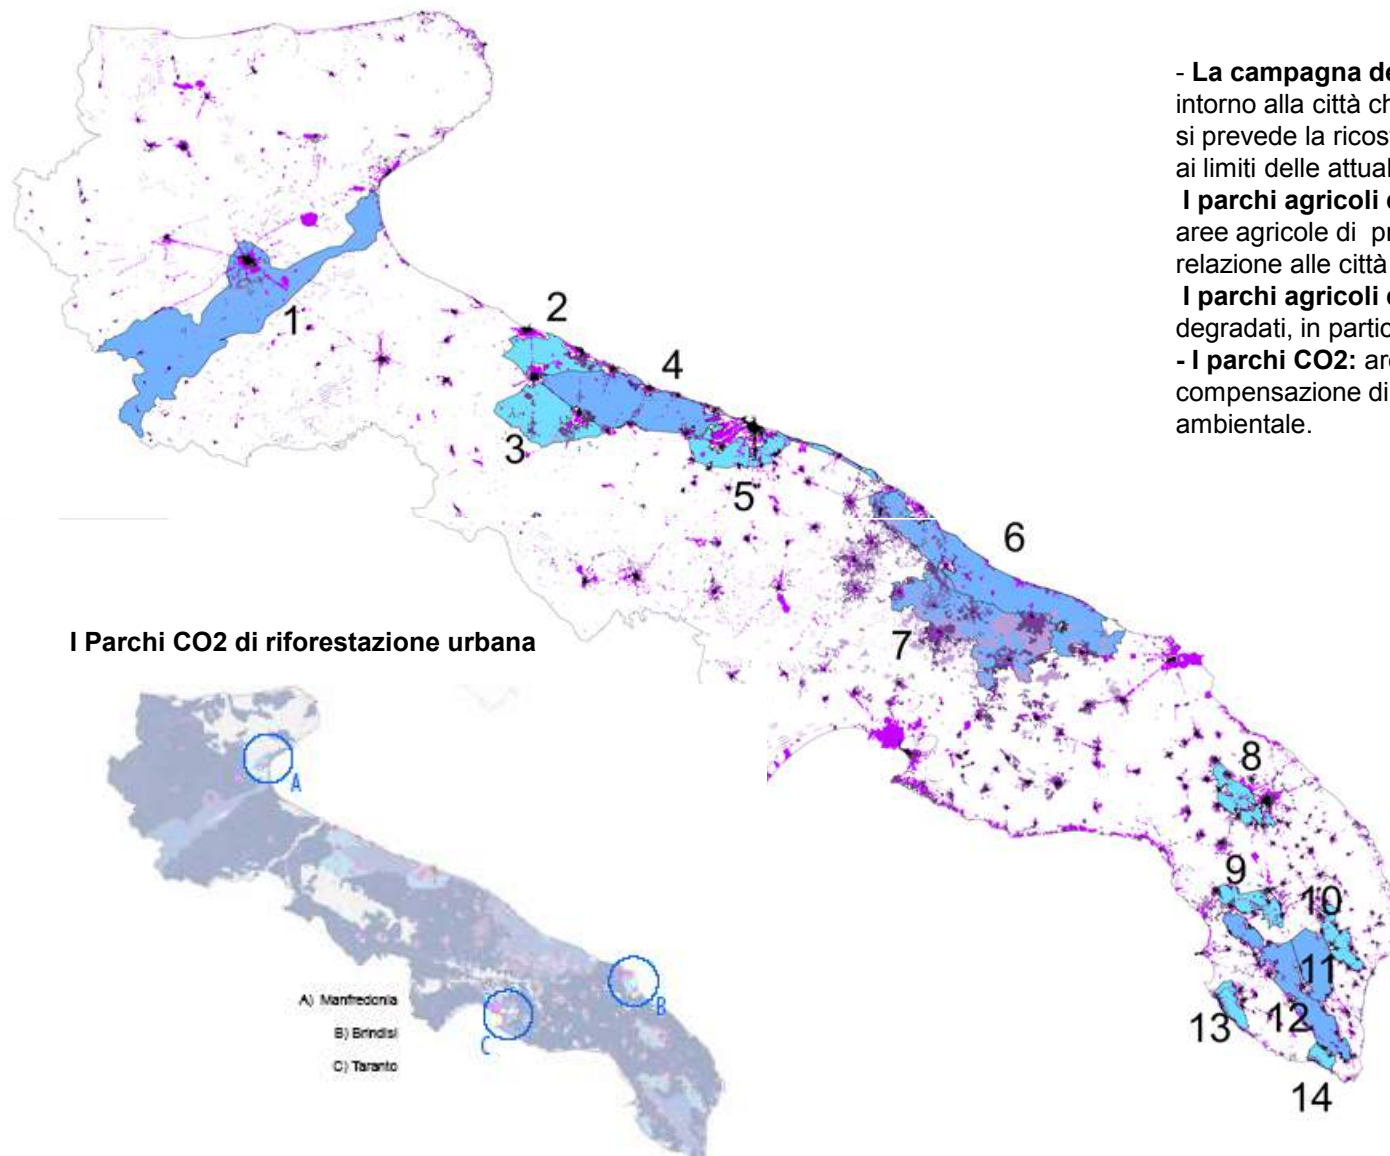 - La campagna de
intorno alla città ch
si prevede la ricost
ai limiti delle attual
I parchi agricoli
aree agricole di pr
relazione alle città
I parchi agricoli
degradati, in partic
- I parchi CO2: are
compensazione di
ambientale.
1
2
4
3
5
6
7
8
9
10
11
12
13
14
I Parchi CO2 di riforestazione urbana
A
B
C
A) Manfredonia
B) Brindisi
C) Taranto